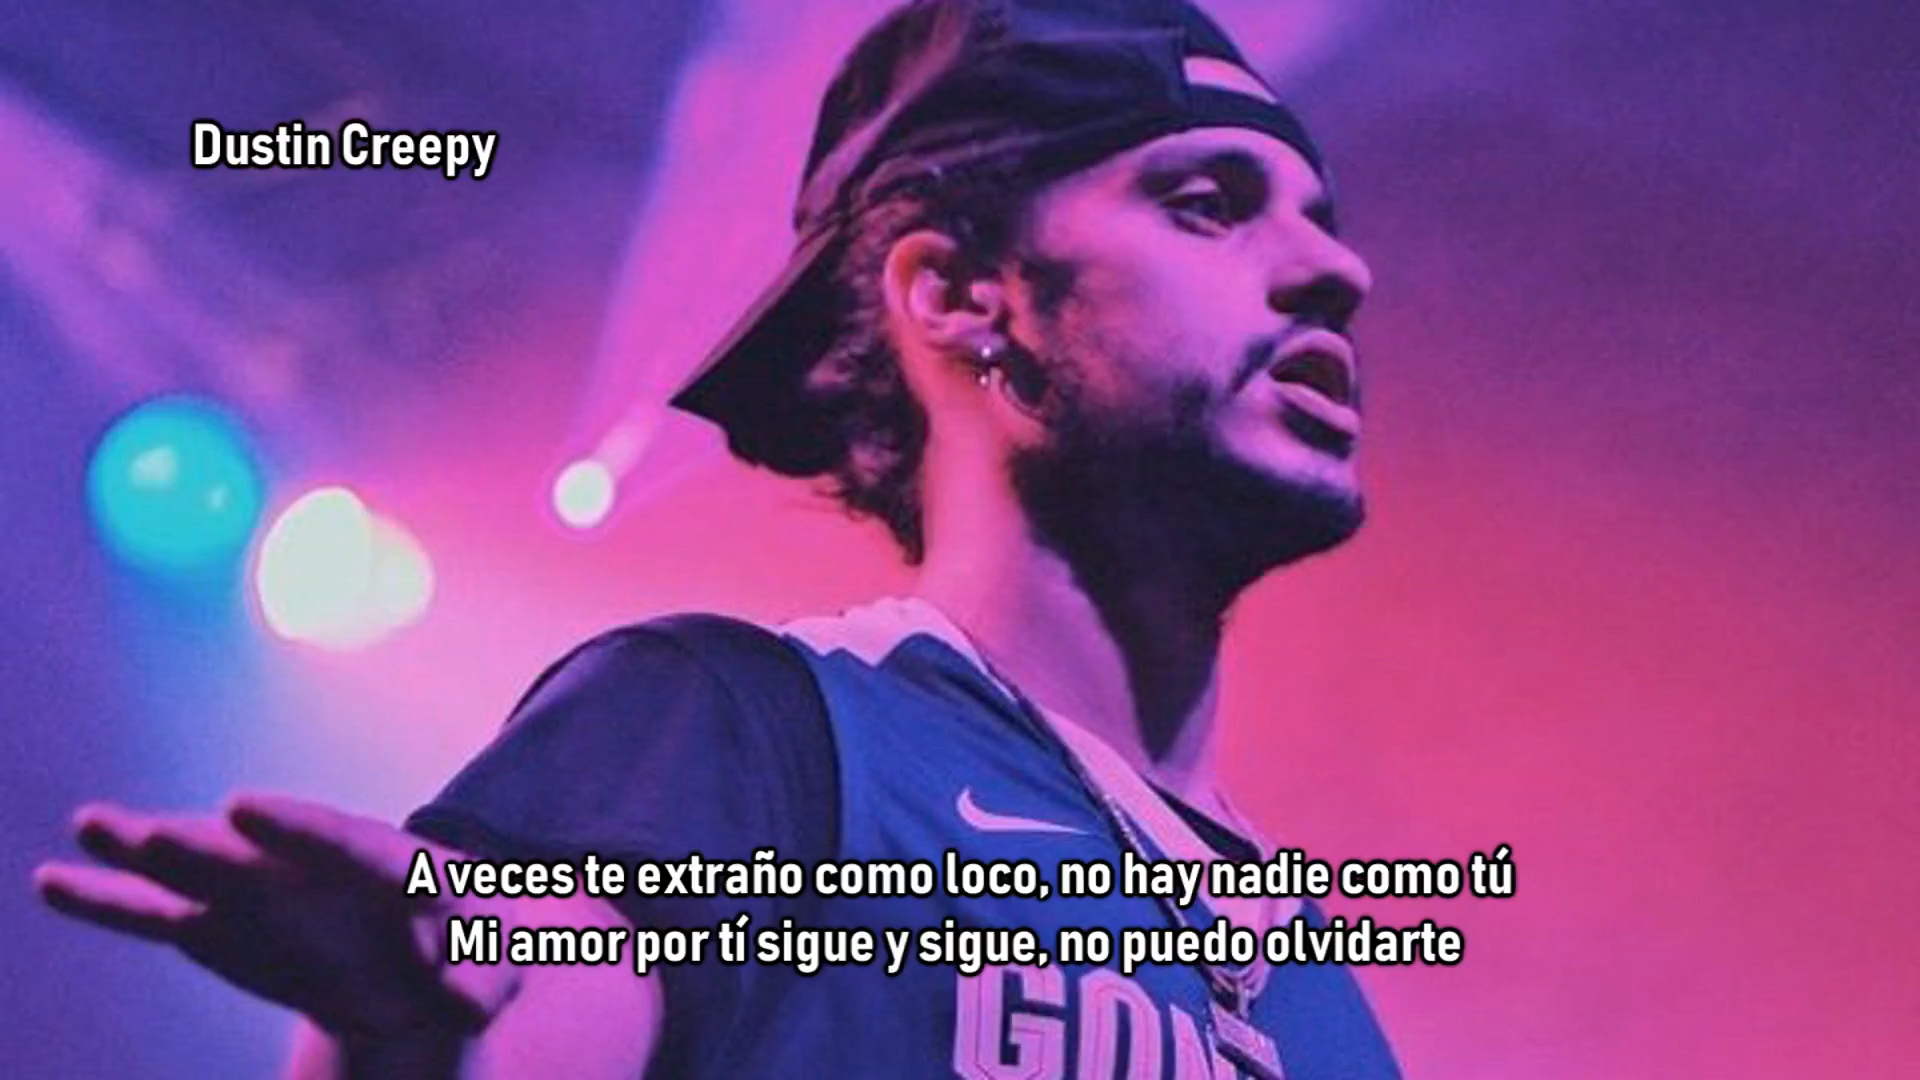 Dustin Creepy
A veces te extraño como loco, no hay nadie como tú
Mi amor por tí sigue y sigue, no puedo olvidarte